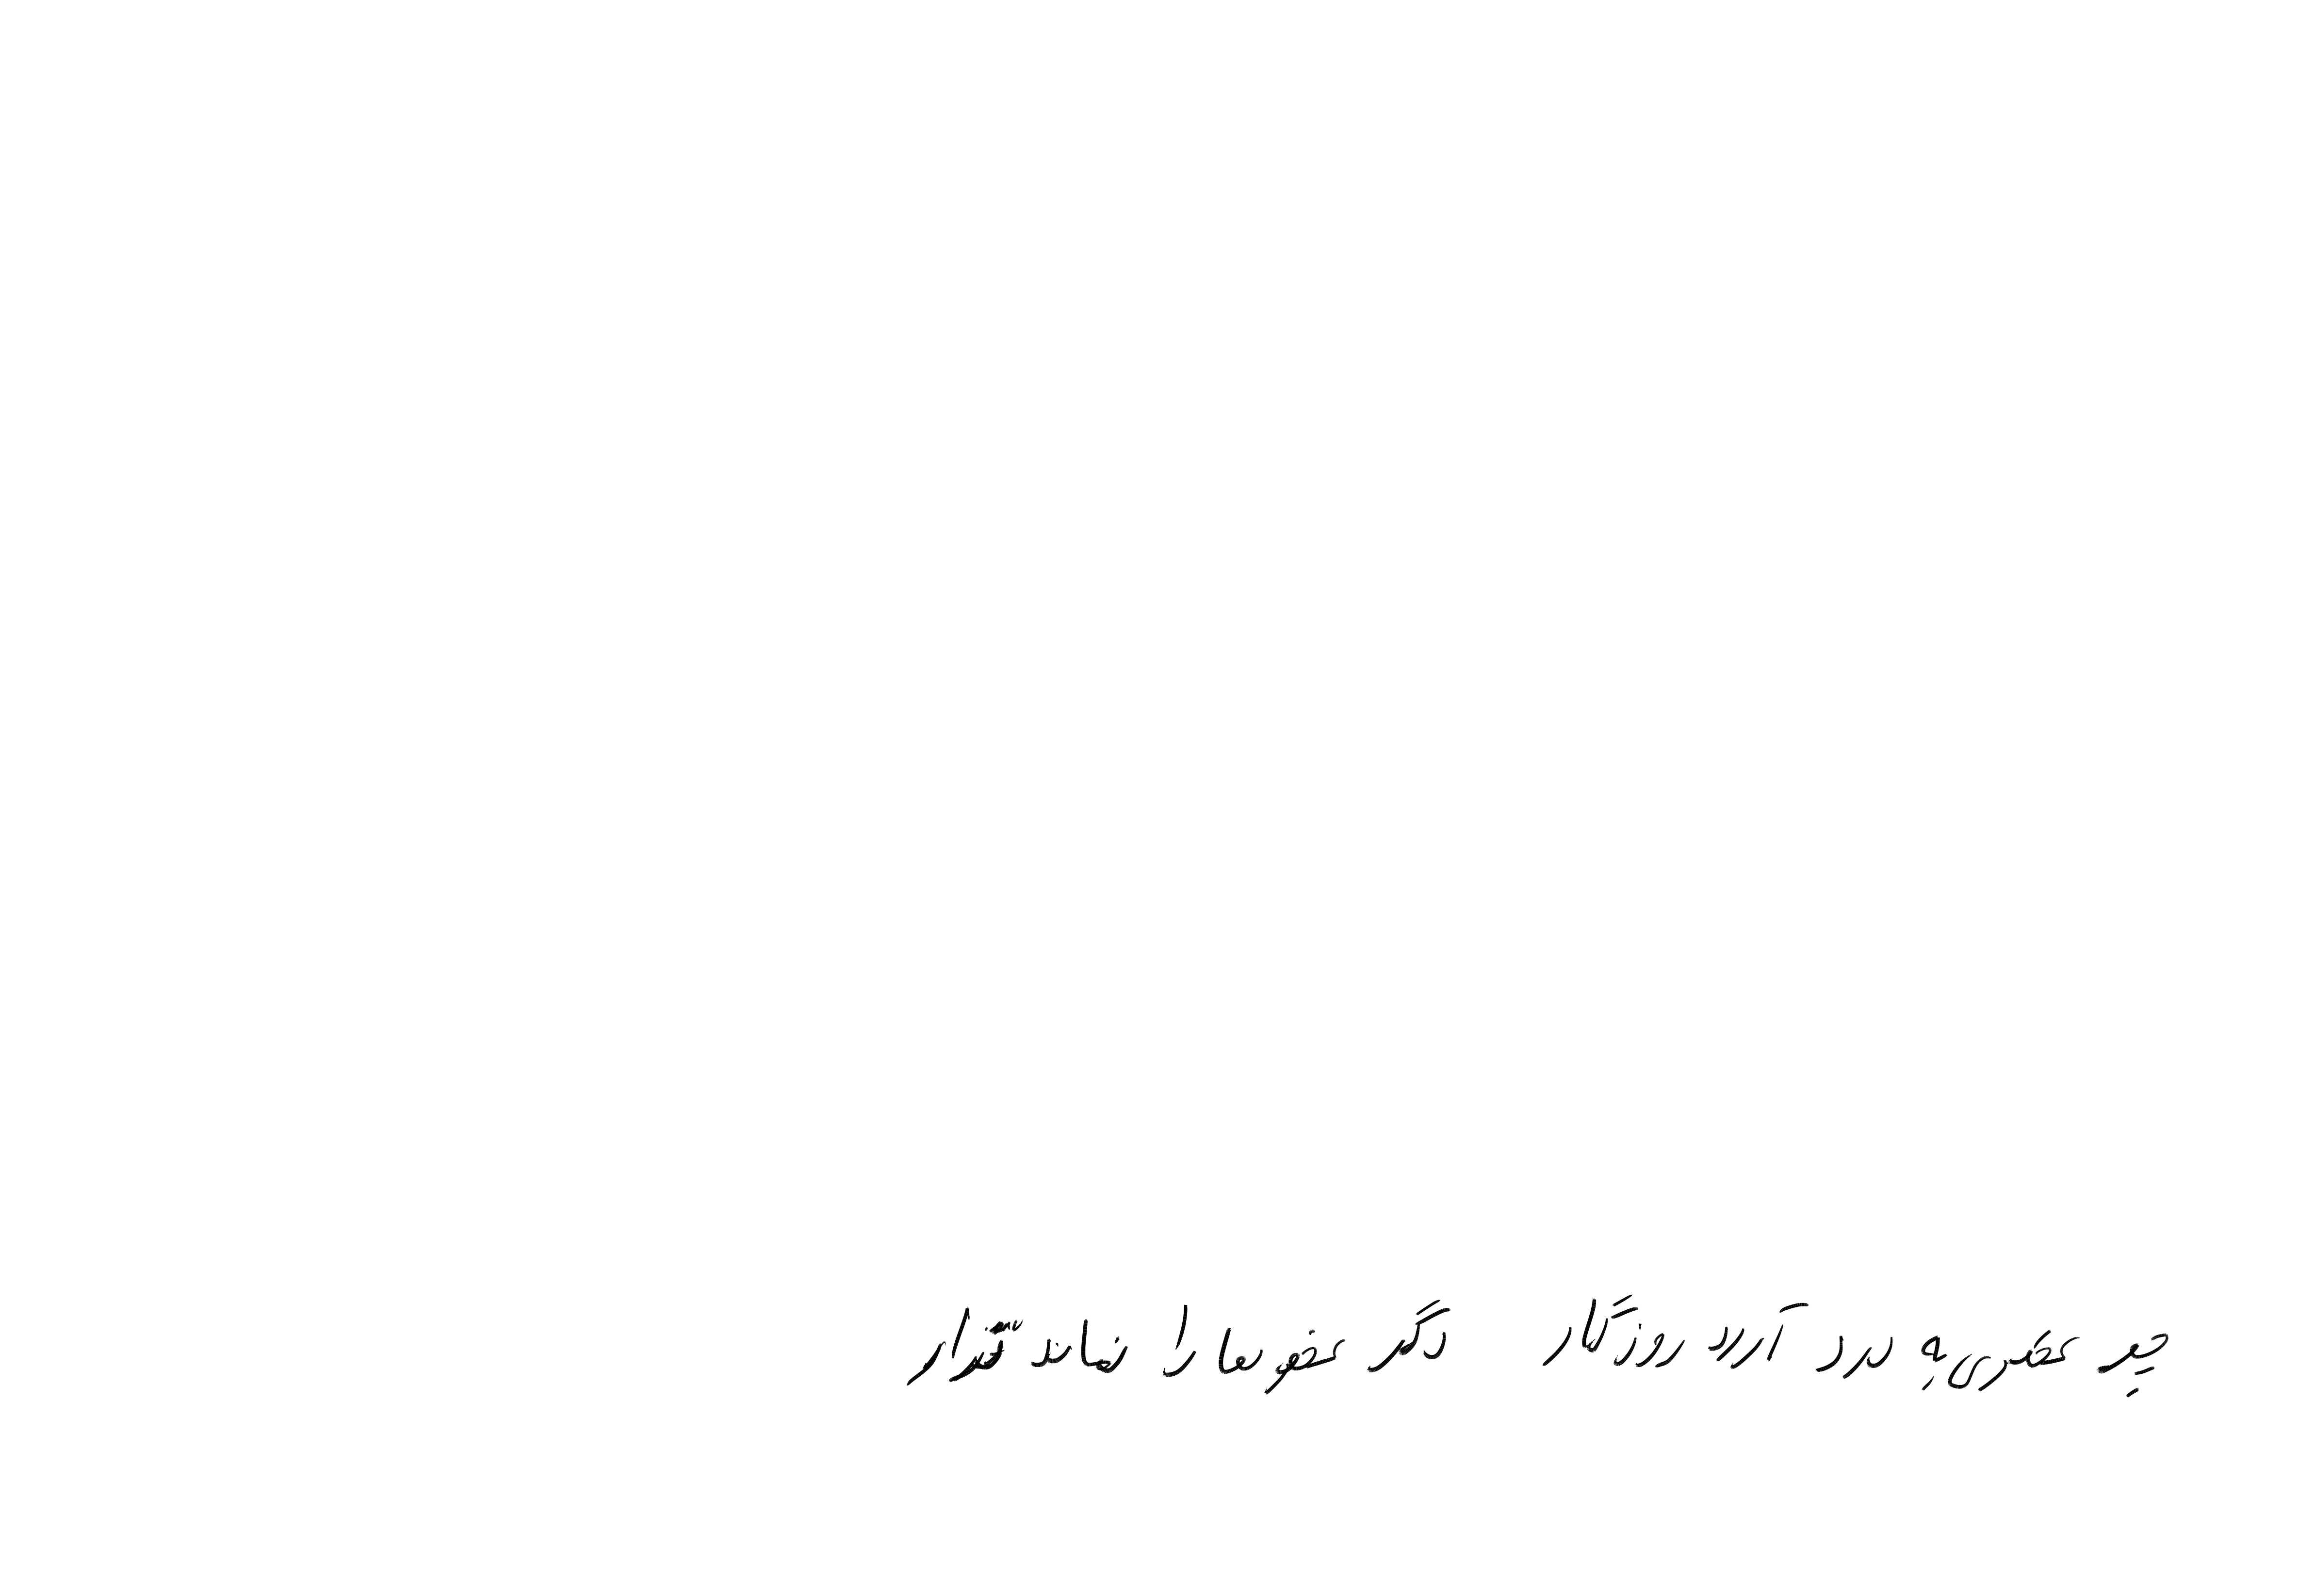 چو عضوی به درد آورد روزگار دگر عضوها را نماند قرار